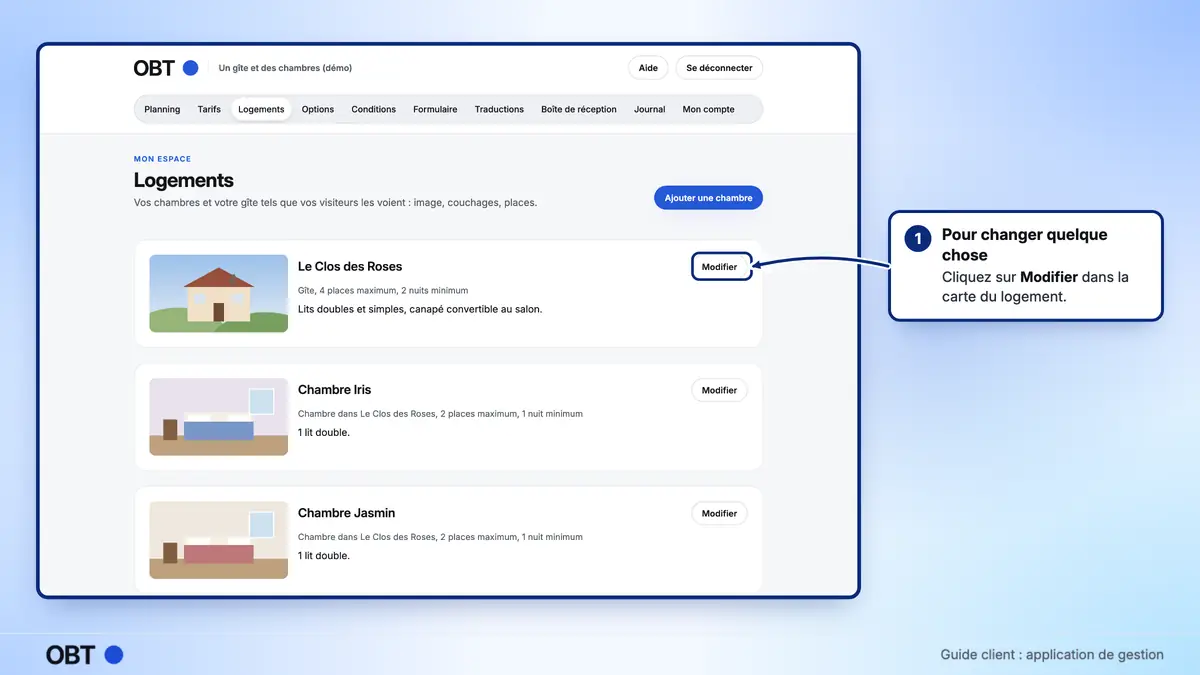 OBT
Un gîte et des chambres (démo)
Aide
Se déconnecter
Planning
Tarifs
Logements
Options
Conditions
Formulaire
Traductions
Boîte de réception
Journal
Mon compte
MON ESPACE
Logements
Vos chambres et votre gîte tels que vos visiteurs les voient : image, couchages, places.
Ajouter une chambre
Le Clos des Roses
Gîte, 4 places maximum, 2 nuits minimum
Lits doubles et simples, canapé convertible au salon.
Modifier
Chambre Iris
Chambre dans Le Clos des Roses, 2 places maximum, 1 nuit minimum
1 lit double.
Modifier
Chambre Jasmin
Chambre dans Le Clos des Roses, 2 places maximum, 1 nuit minimum
1 lit double.
Modifier
1
Pour changer quelque
chose
Cliquez sur Modifier dans la
carte du logement.
OBT
Guide client : application de gestion